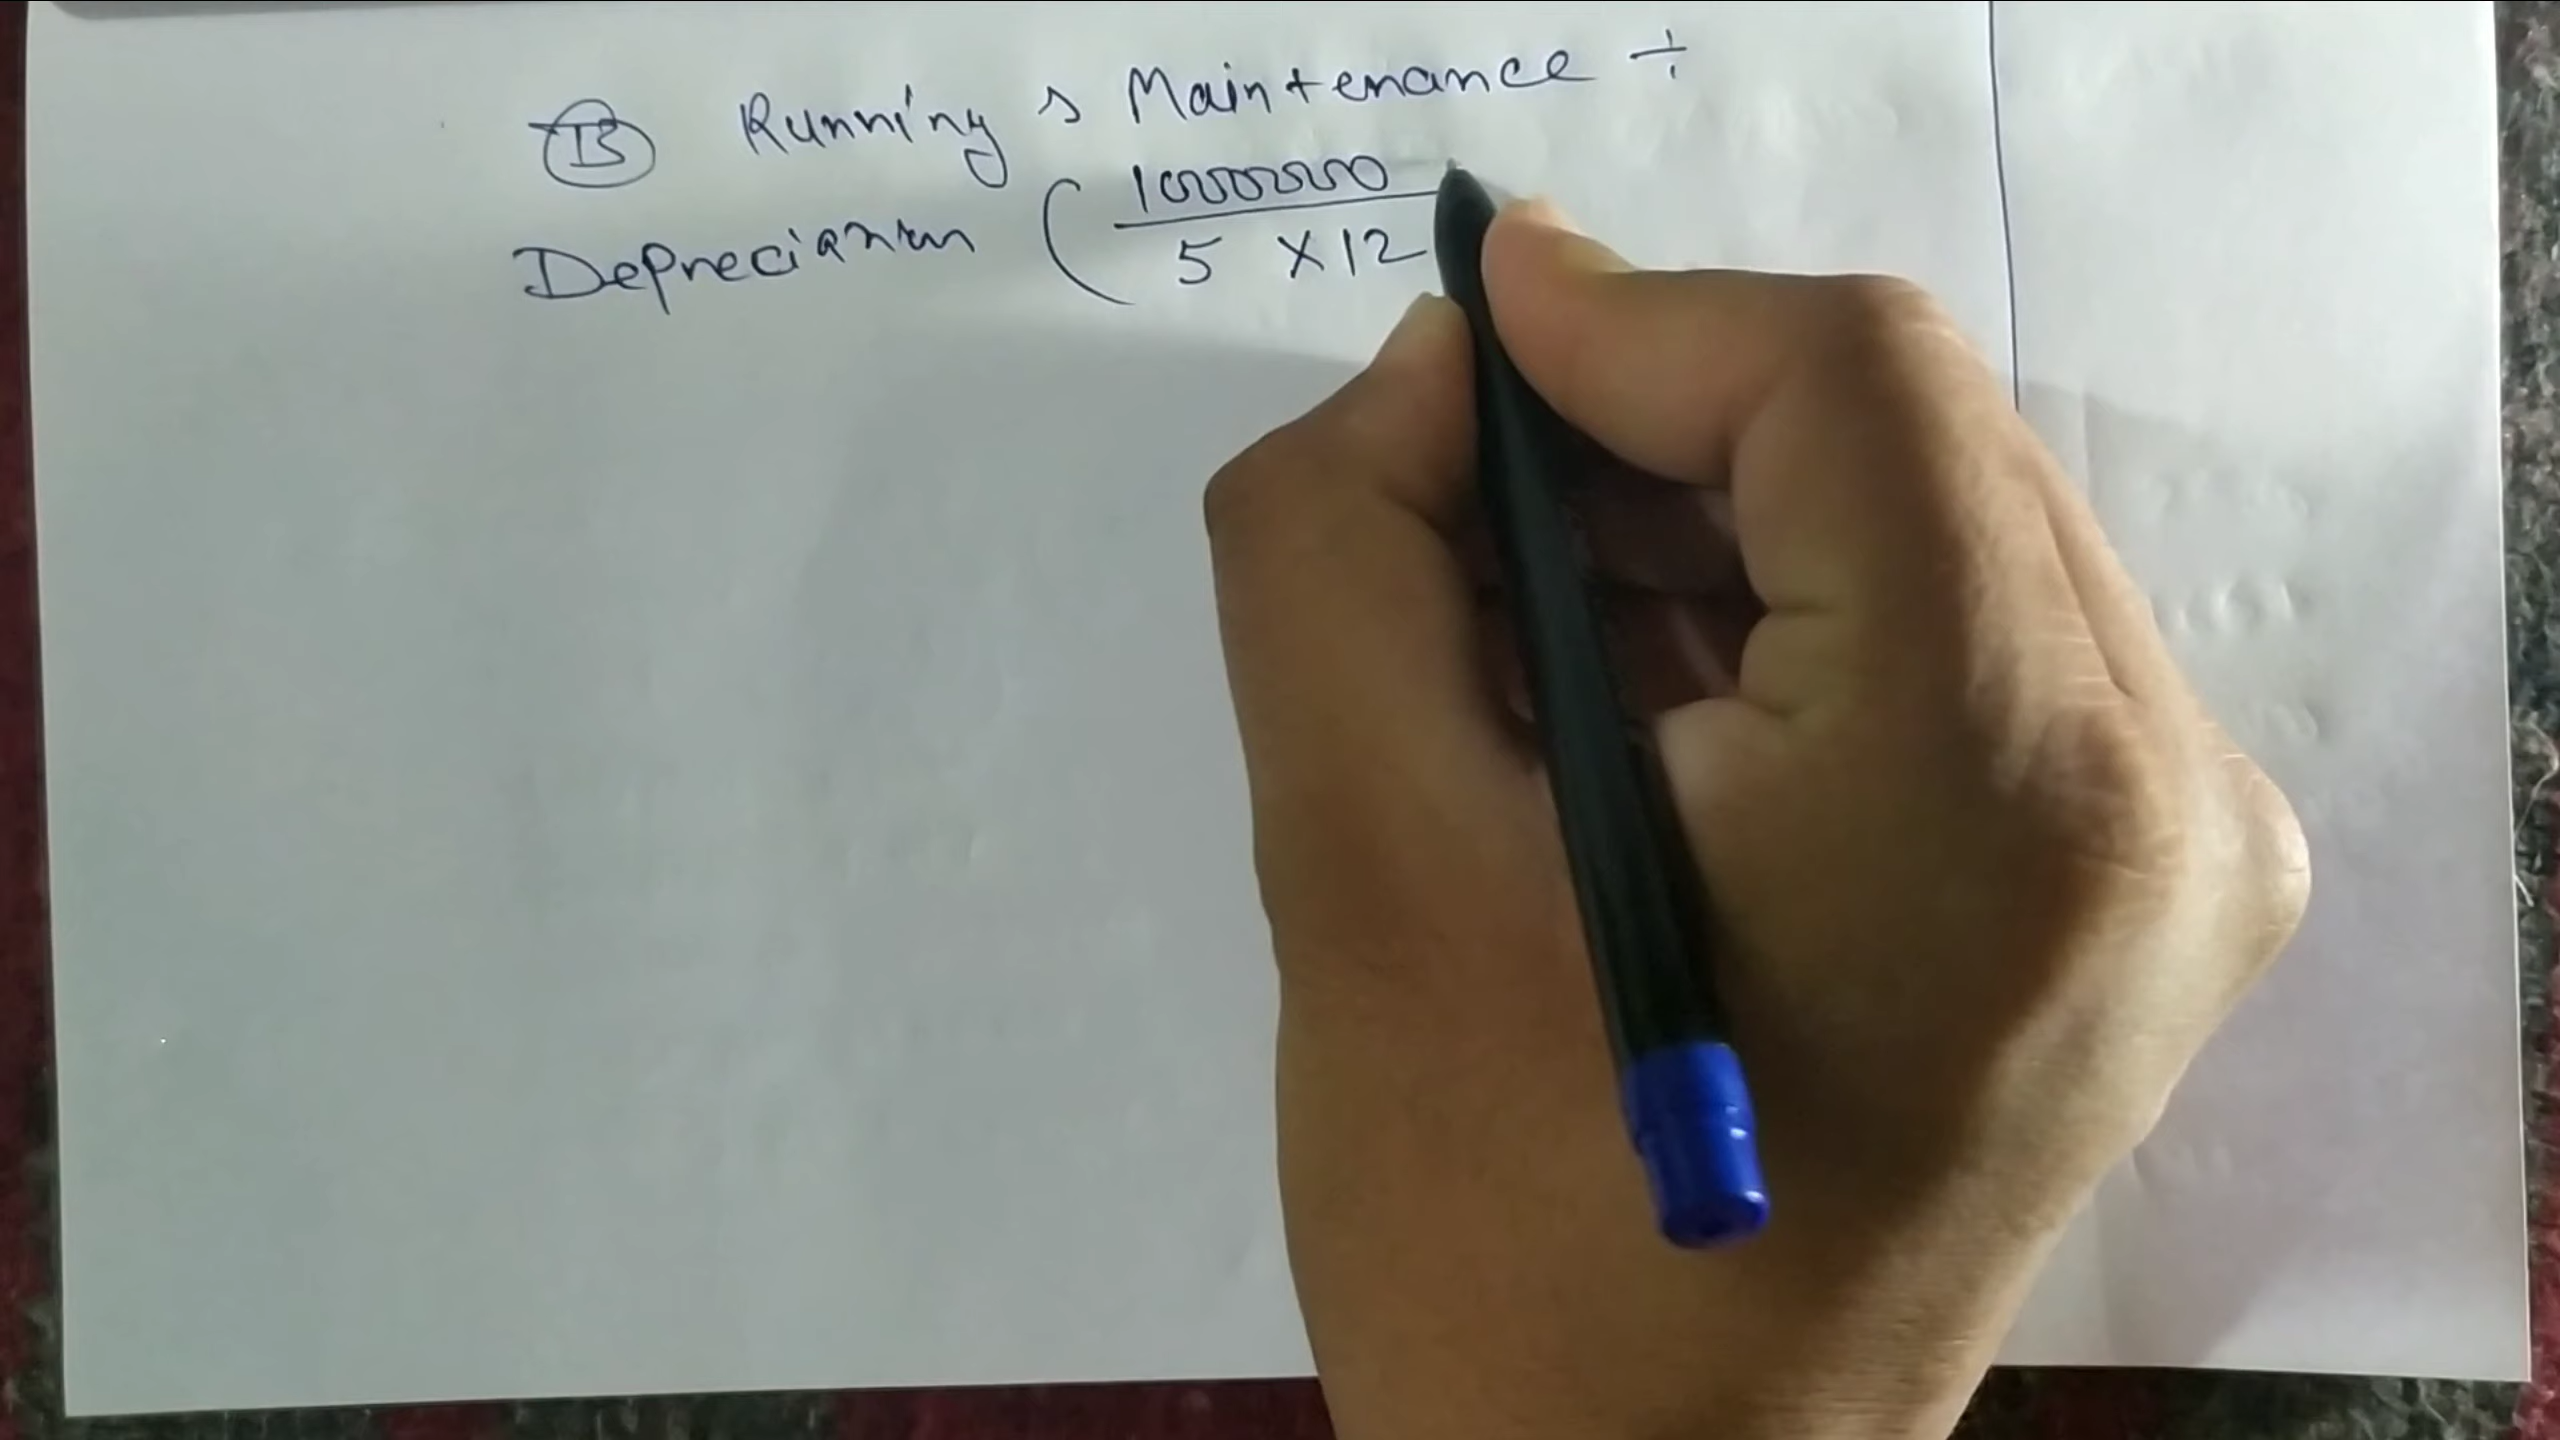 B Running & Maintenance ÷
Depreciation ( 1000000
5 X 12